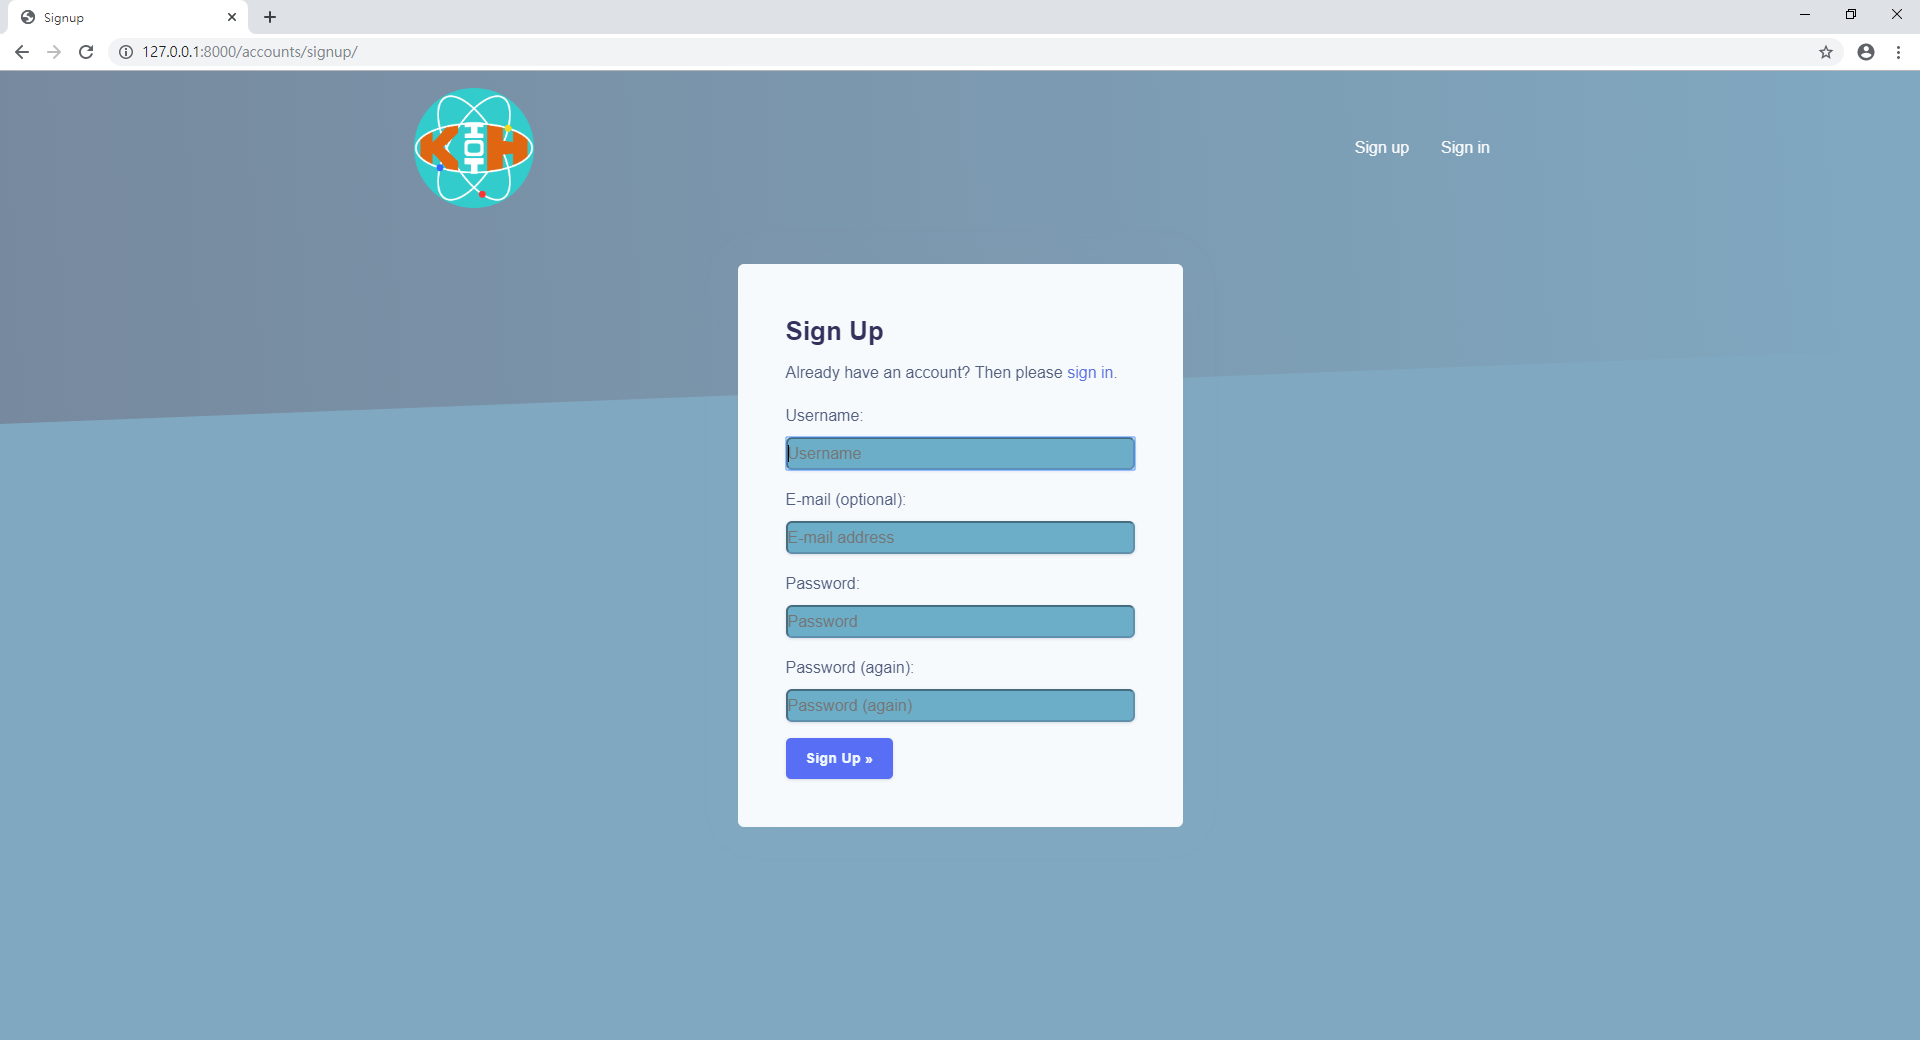 Signup
127.0.0.1:8000/accounts/signup/
K IOT H
Sign up Sign in
Sign Up
Already have an account? Then please sign in.
Username:
Username
E-mail (optional):
E-mail address
Password:
Password
Password (again):
Password (again)
Sign Up »